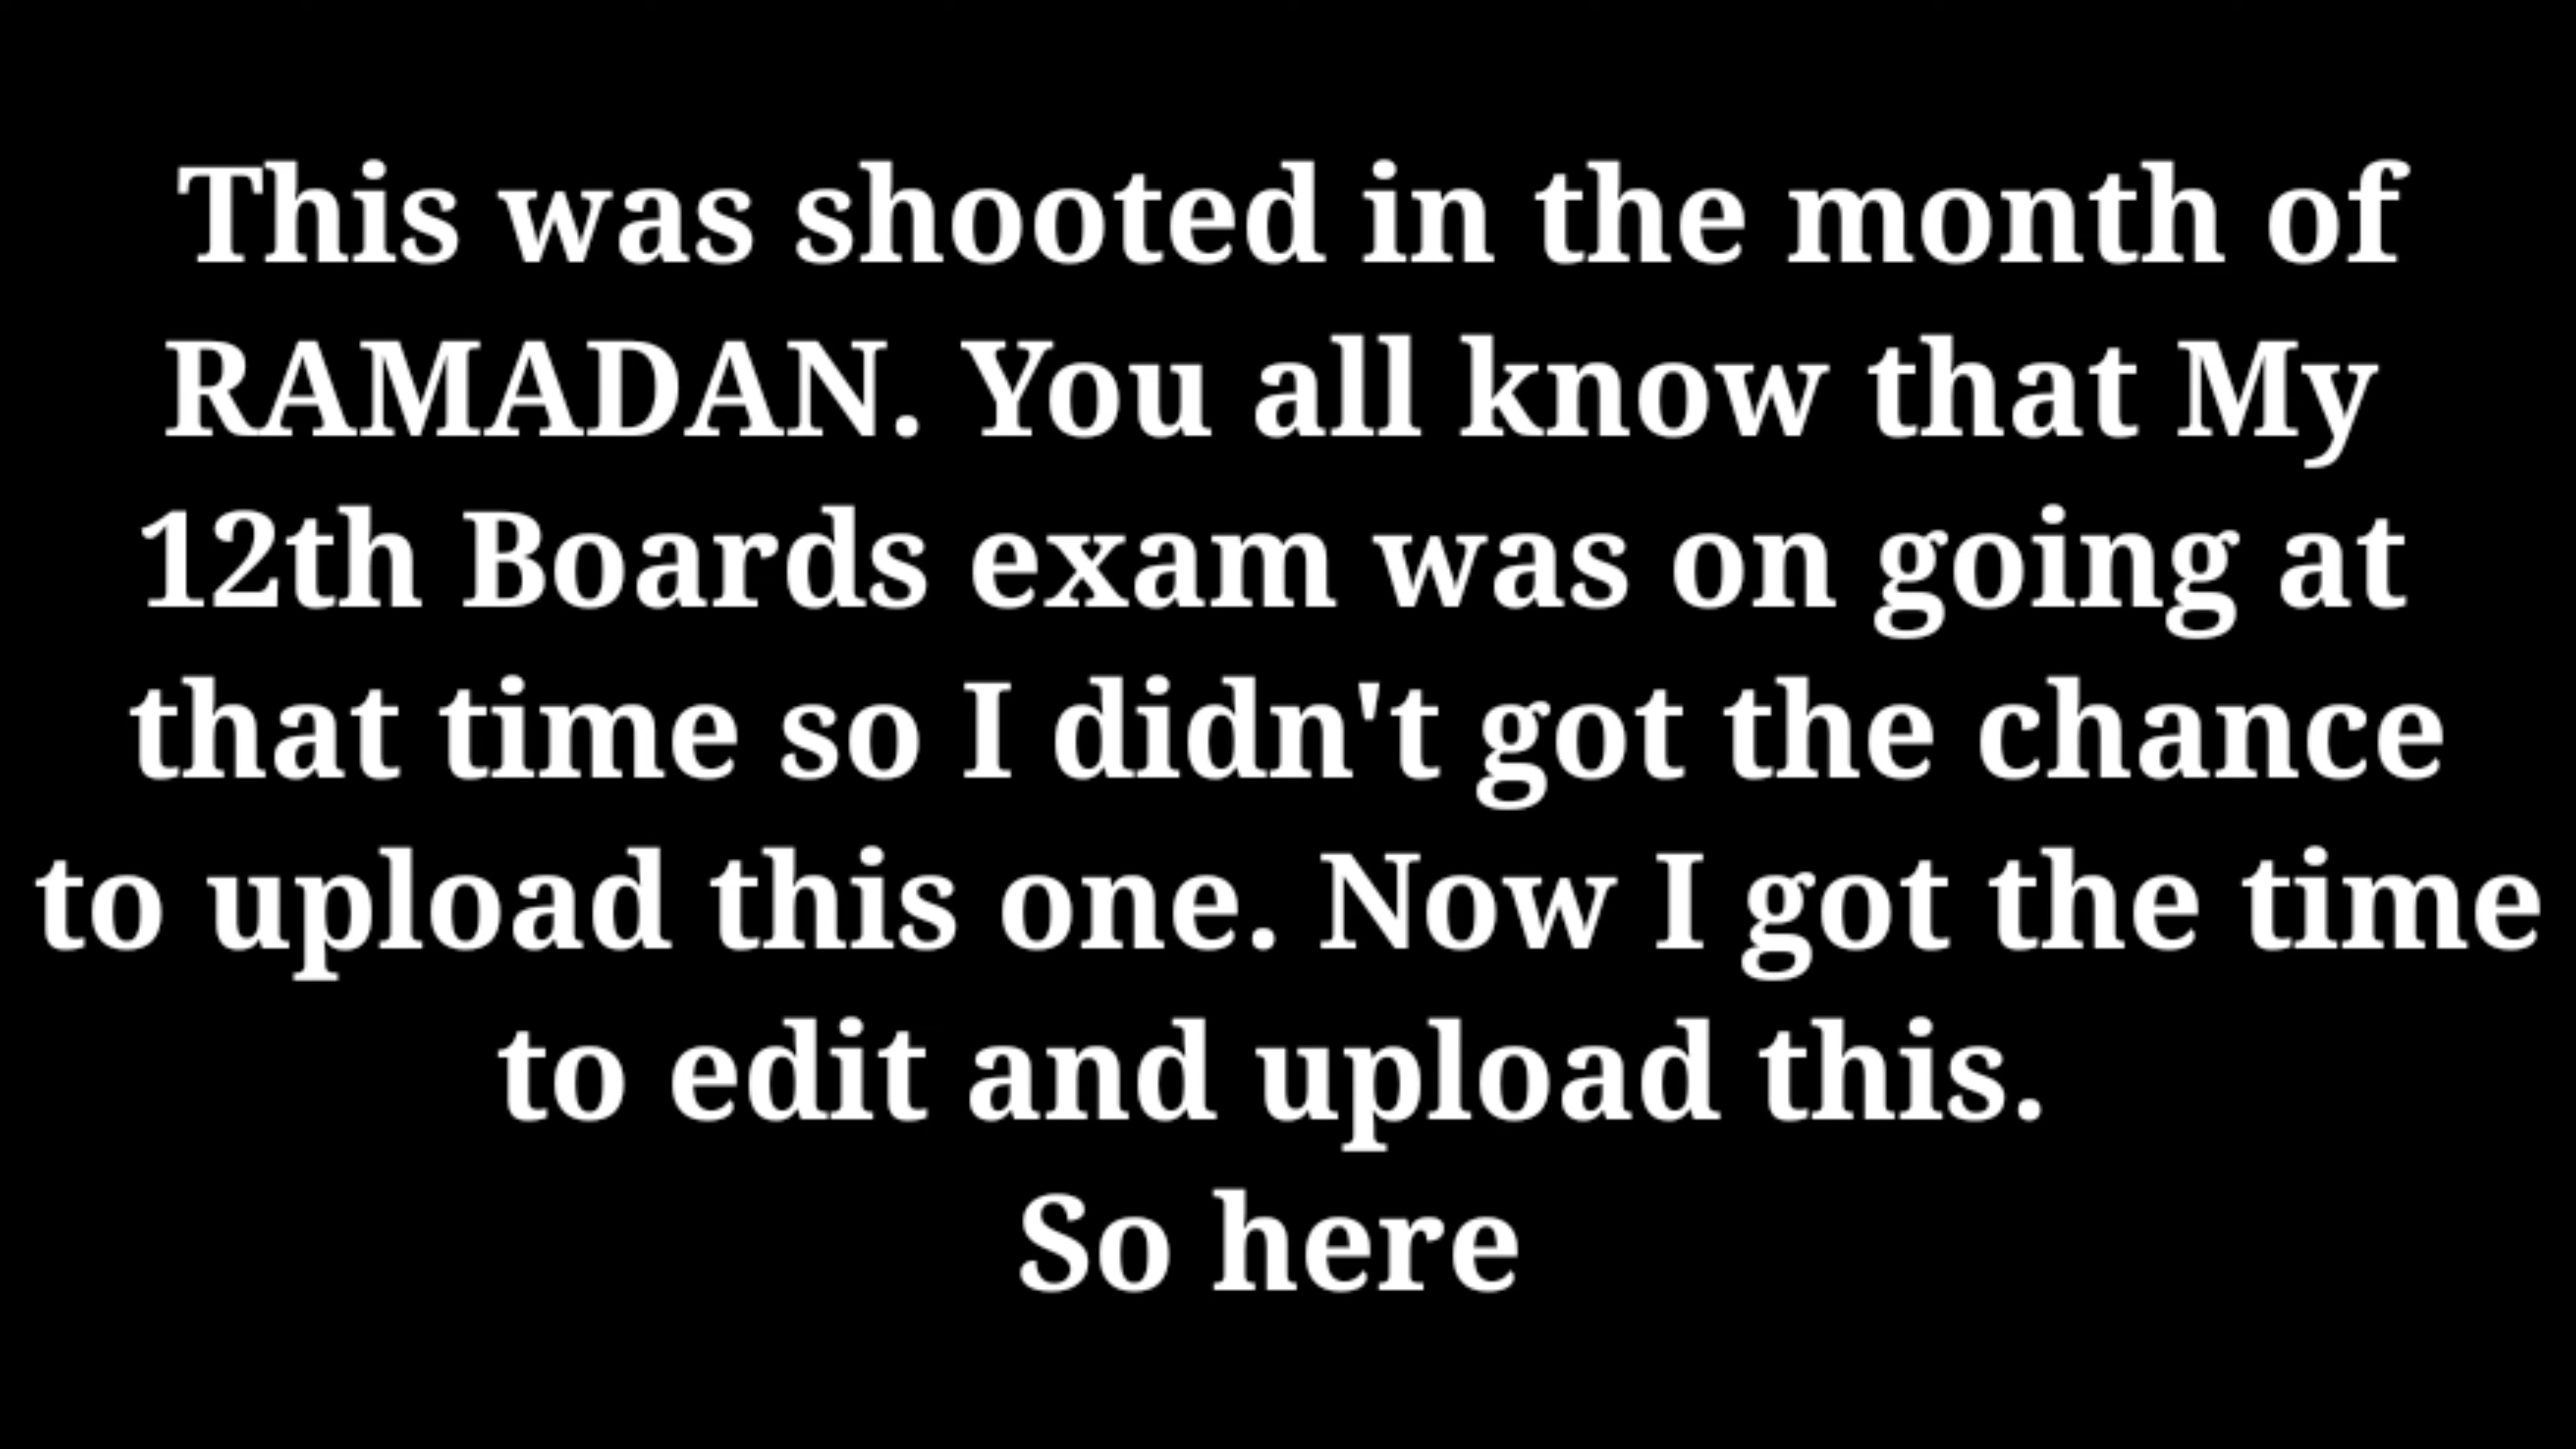 This was shooted in the month of
RAMADAN. You all know that My
12th Boards exam was on going at
that time so I didn't got the chance
to upload this one. Now I got the time
to edit and upload this.
So here